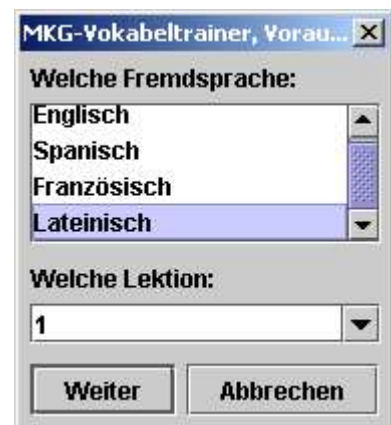 MKG-Vokabeltrainer, Vorau...
Welche Fremdsprache:
Englisch
Spanisch
Französisch
Lateinisch
Welche Lektion:
1
Weiter Abbrechen